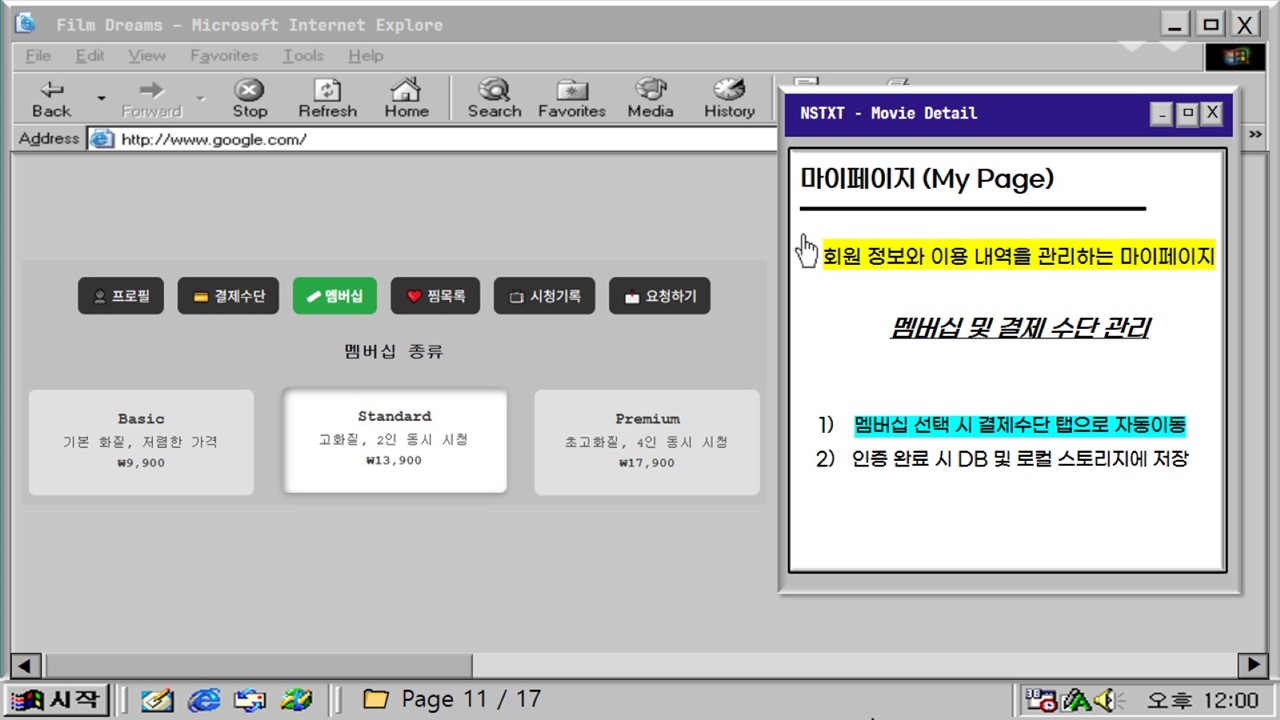 Film Dreams – Microsoft Internet Explore
File Edit View Favorites Tools Help
Back Forward Stop Refresh Home Search Favorites Media History
Address http://www.google.com/ »
프로필 결제수단 멤버십 찜목록 시청기록 요청하기
멤버십 종류
Basic
기본 화질, 저렴한 가격
₩9,900
Standard
고화질, 2인 동시 시청
₩13,900
Premium
초고화질, 4인 동시 시청
₩17,900
NSTXT - Movie Detail
마이페이지 (My Page)
회원 정보와 이용 내역을 관리하는 마이페이지
멤버십 및 결제 수단 관리
1) 멤버십 선택 시 결제수단 탭으로 자동이동
2) 인증 완료 시 DB 및 로컬 스토리지에 저장
시작 Page 11 / 17 오후 12:00